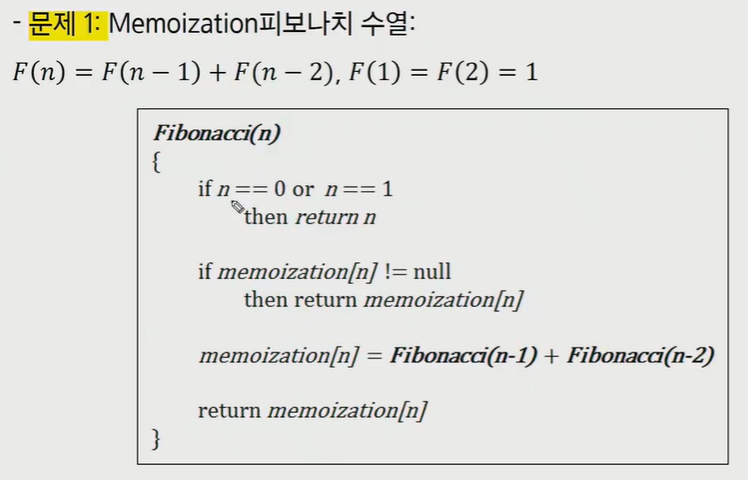 - 문제 1: Memoization피보나치 수열:
F(n) = F(n − 1) + F(n − 2), F(1) = F(2) = 1
Fibonacci(n)
{
if n == 0 or n == 1
then return n
if memoization[n] != null
then return memoization[n]
memoization[n] = Fibonacci(n-1) + Fibonacci(n-2)
return memoization[n]
}